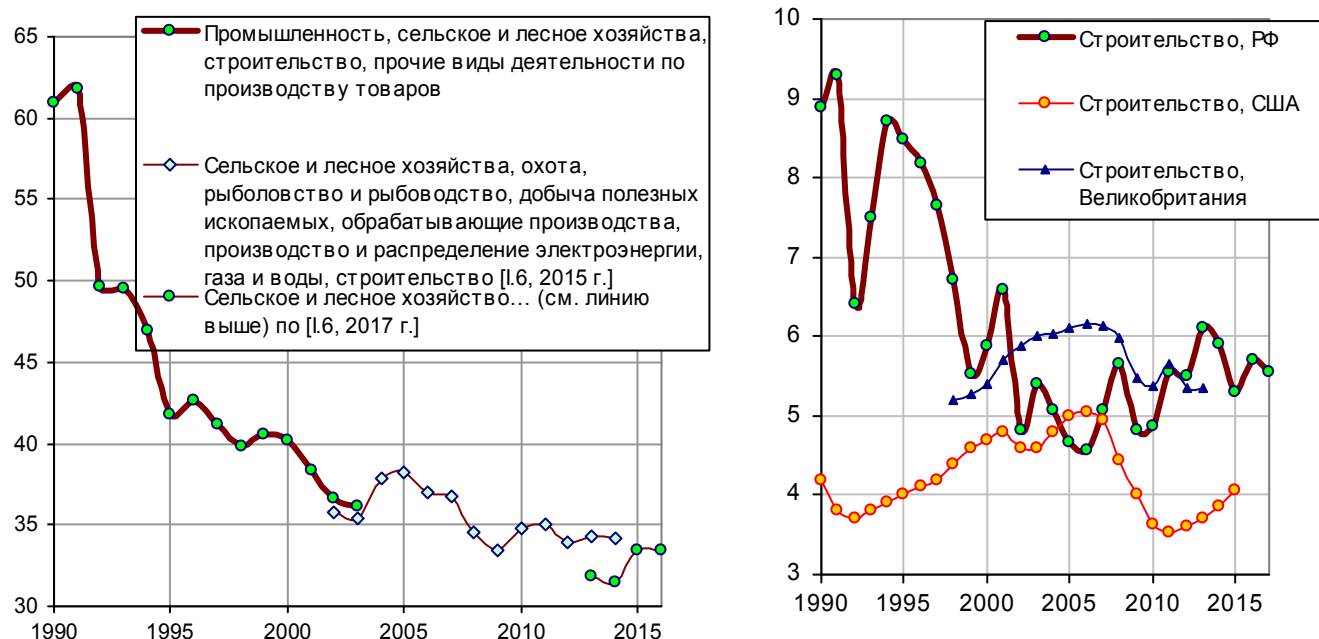 65
60
55
50
45
40
35
30
1990
1995
2000
2005
2010
2015
Промышленность, сельское и лесное хозяйства,
строительство, прочие виды деятельности по
производству товаров
Сельское и лесное хозяйства, охота,
рыболовство и рыбоводство, добыча полезных
ископаемых, обрабатывающие производства,
производство и распределение электроэнергии,
газа и воды, строительство [I.6, 2015 г.]
Сельское и лесное хозяйство... (см. линию
выше) по [I.6, 2017 г.]
10
9
8
7
6
5
4
3
1990
1995
2000
2005
2010
2015
Строительство, РФ
Строительство, США
Строительство,
Великобритания